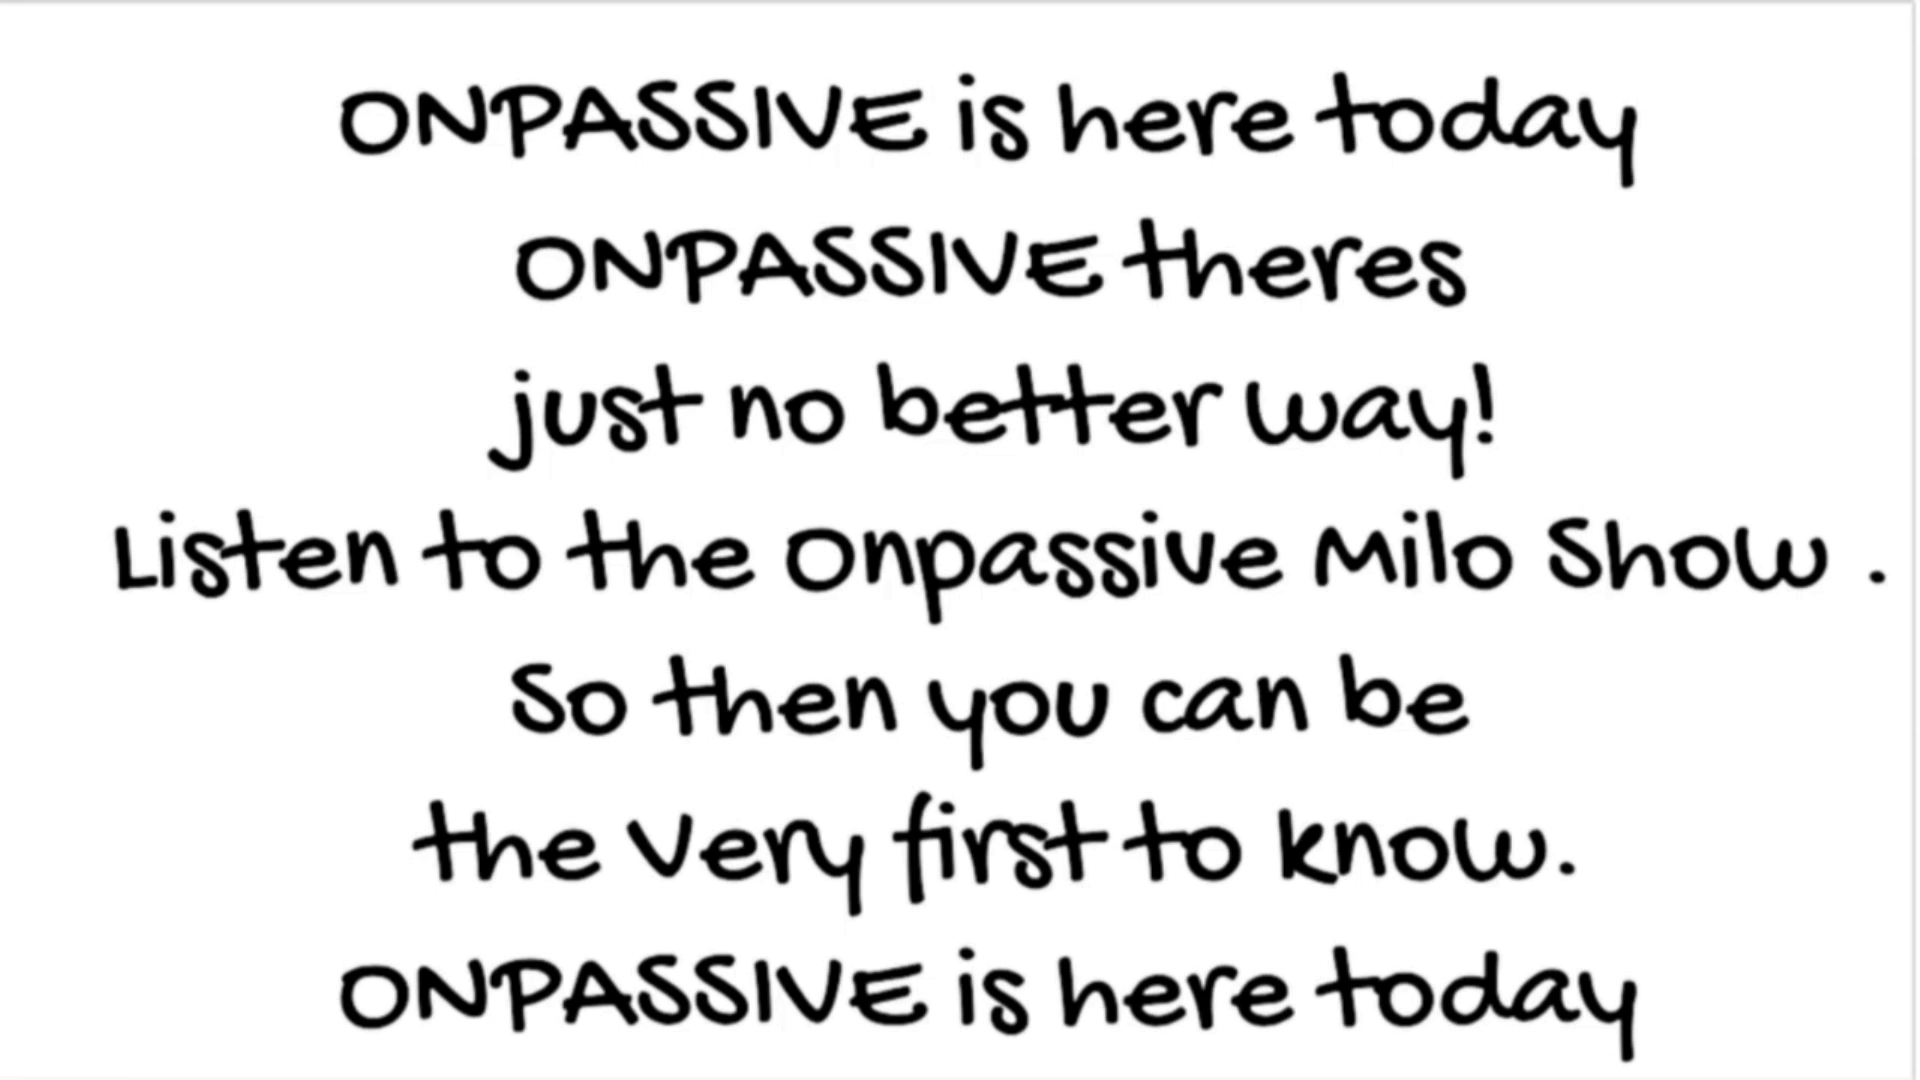 ONPASSIVE is here today
ONPASSIVE theres
just no better way!
Listen to the Onpassive Milo Show .
So then you can be
the very first to know.
ONPASSIVE is here today